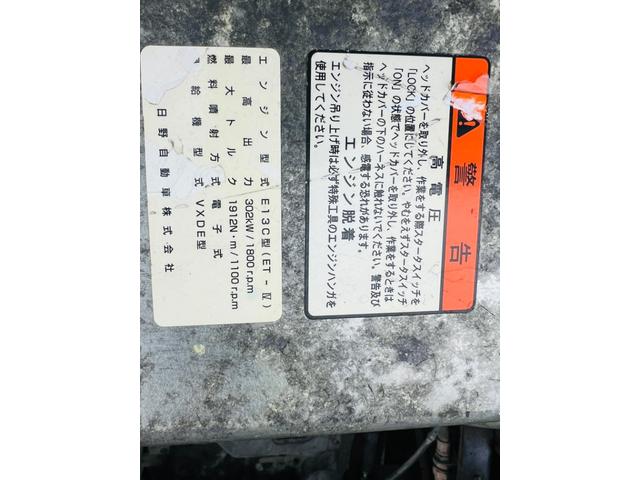 警告
高電圧
ヘッドカバーを取り外し、作業をする際スタータスイッチを
「LOCK」の位置にしてください。やむをえずスタータスイッチ
「ON」の状態でヘッドカバーを取り外し、作業をするときは
ヘッドカバーの下のハーネスに触れないでください。警告及び
指示に従わない場合、感電する恐れがあります。
エンジン脱着
エンジン吊り上げ時は必ず特殊工具のエンジンハンガを
使用してください。
エンジン型式 E13C型(ET-Ⅳ)
最高出力 302kW/1800r.p.m
最大トルク 1912N・m/1100r.p.m
燃料噴射方式 電子式
給機型式 VXDE型
日野自動車株式会社